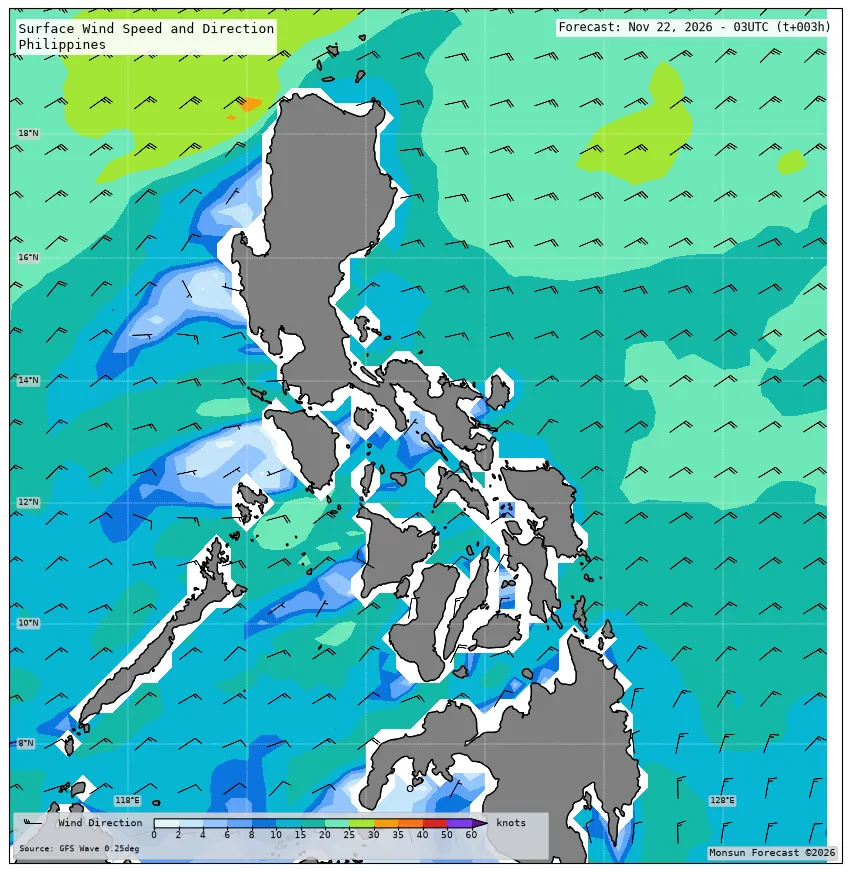 Surface Wind Speed and Direction
Philippines
Forecast: Nov 22, 2026 - 03UTC (t+003h)
18°N
16°N
14°N
12°N
10°N
8°N
118°E
128°E
Wind Direction
0 2 4 6 8 10 15 20 25 30 35 40 50 60
knots
Source: GFS Wave 0.25deg
Monsun Forecast ©2026